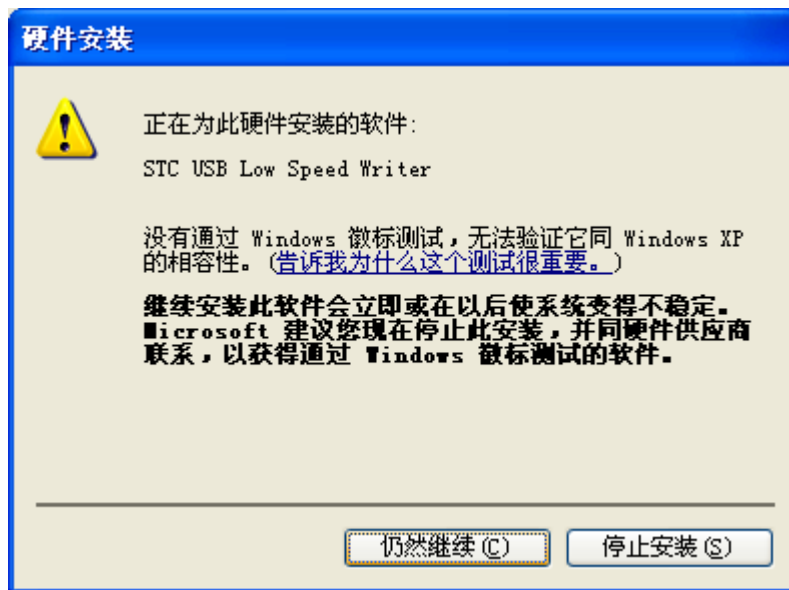 硬件安装
正在为此硬件安装的软件:
STC USB Low Speed Writer
没有通过 Windows 徽标测试，无法验证它同 Windows XP
的相容性。(告诉我为什么这个测试很重要。)
继续安装此软件会立即或在以后使系统变得不稳定。
Microsoft 建议您现在停止此安装，并同硬件供应商
联系，以获得通过 Windows 徽标测试的软件。
仍然继续(C)
停止安装(S)